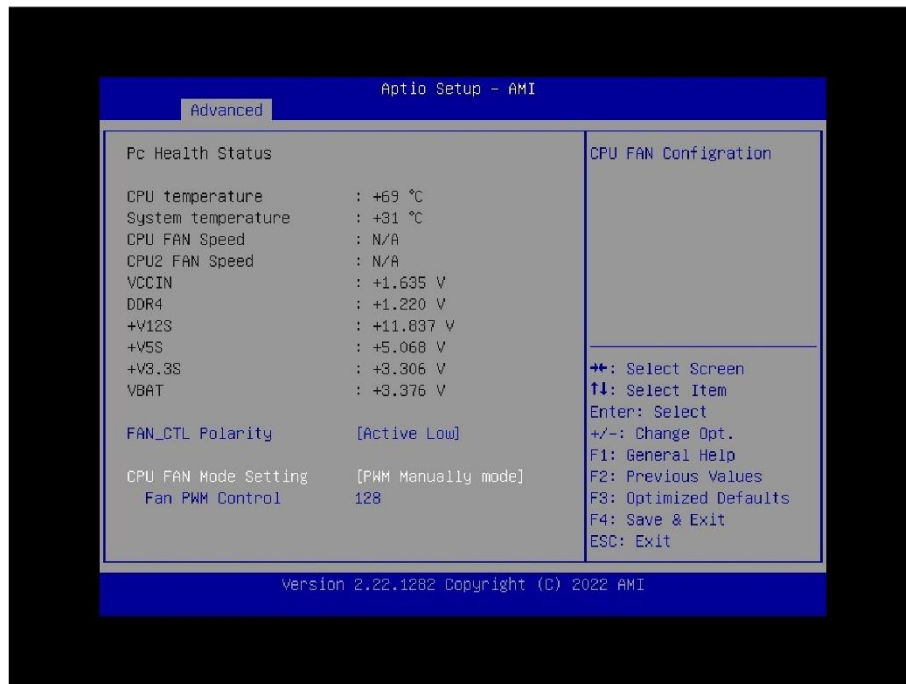 Aptio Setup - AMI
Advanced
Pc Health Status
CPU temperature : +69 °C
System temperature : +31 °C
CPU FAN Speed : N/A
CPU2 FAN Speed : N/A
VCCIN : +1.635 V
DDR4 : +1.220 V
+V12S : +11.837 V
+V5S : +5.068 V
+V3.3S : +3.306 V
VBAT : +3.376 V
FAN_CTL Polarity [Active Low]
CPU FAN Mode Setting [PWM Manually mode]
Fan PWM Control 128
CPU FAN Configration
→←: Select Screen
↑↓: Select Item
Enter: Select
+/-: Change Opt.
F1: General Help
F2: Previous Values
F3: Optimized Defaults
F4: Save & Exit
ESC: Exit
Version 2.22.1282 Copyright (C) 2022 AMI